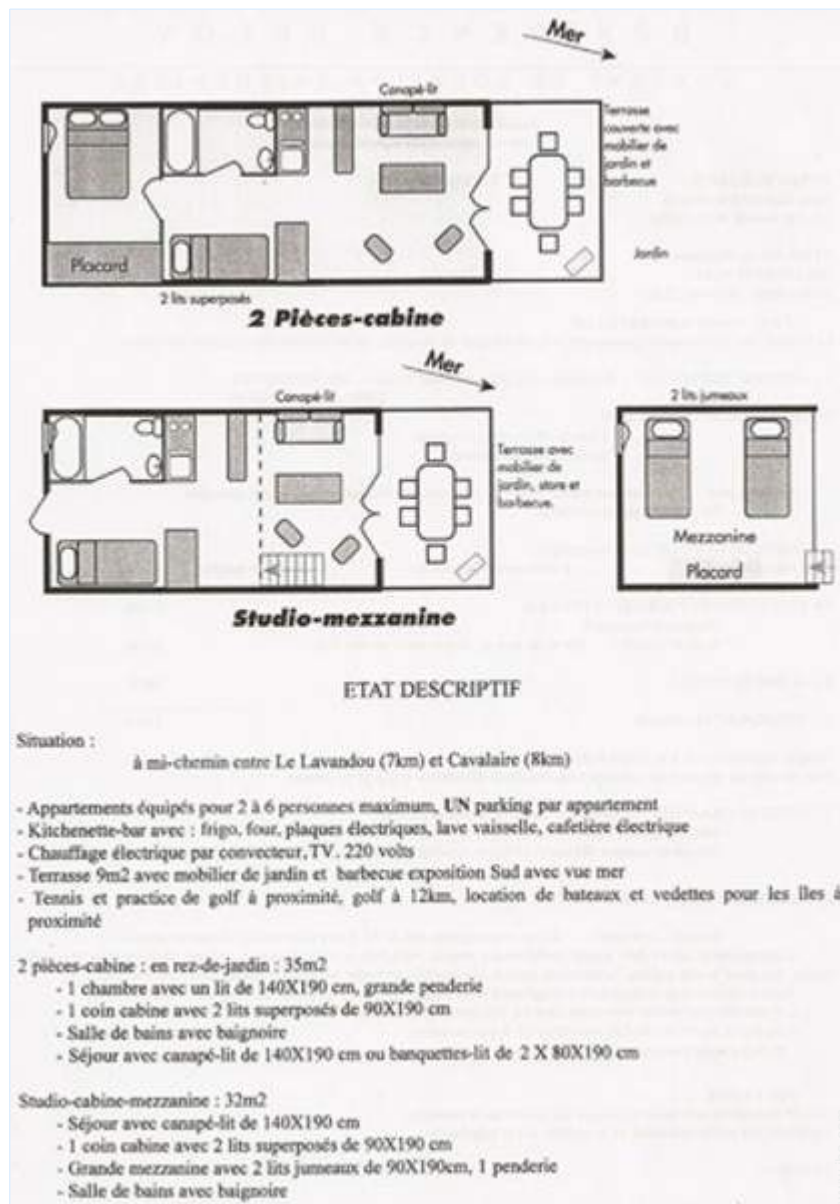 Mer
Canapé-lit
Terrasse
couverte avec
mobilier de
jardin et
barbecue
Placard
Jardin
2 lits superposés
2 Pièces-cabine
Mer
Canapé-lit
2 lits jumeaux
Terrasse avec
mobilier de
jardin, store et
barbecue.
Mezzanine
Placard
Studio-mezzanine
ETAT DESCRIPTIF
Situation :
à mi-chemin entre Le Lavandou (7km) et Cavalaire (8km)
- Appartements équipés pour 2 à 6 personnes maximum, UN parking par appartement
- Kitchenette-bar avec : frigo, four, plaques électriques, lave vaisselle, cafetière électrique
- Chauffage électrique par convecteur, TV. 220 volts
- Terrasse 9m2 avec mobilier de jardin et barbecue exposition Sud avec vue mer
- Tennis et practice de golf à proximité, golf à 12km, location de bateaux et vedettes pour les îles à
proximité
2 pièces-cabine : en rez-de-jardin : 35m2
- 1 chambre avec un lit de 140X190 cm, grande penderie
- 1 coin cabine avec 2 lits superposés de 90X190 cm
- Salle de bains avec baignoire
- Séjour avec canapé-lit de 140X190 cm ou banquettes-lit de 2 X 80X190 cm
Studio-cabine-mezzanine : 32m2
- Séjour avec canapé-lit de 140X190 cm
- 1 coin cabine avec 2 lits superposés de 90X190 cm
- Grande mezzanine avec 2 lits jumeaux de 90X190cm, 1 penderie
- Salle de bains avec baignoire